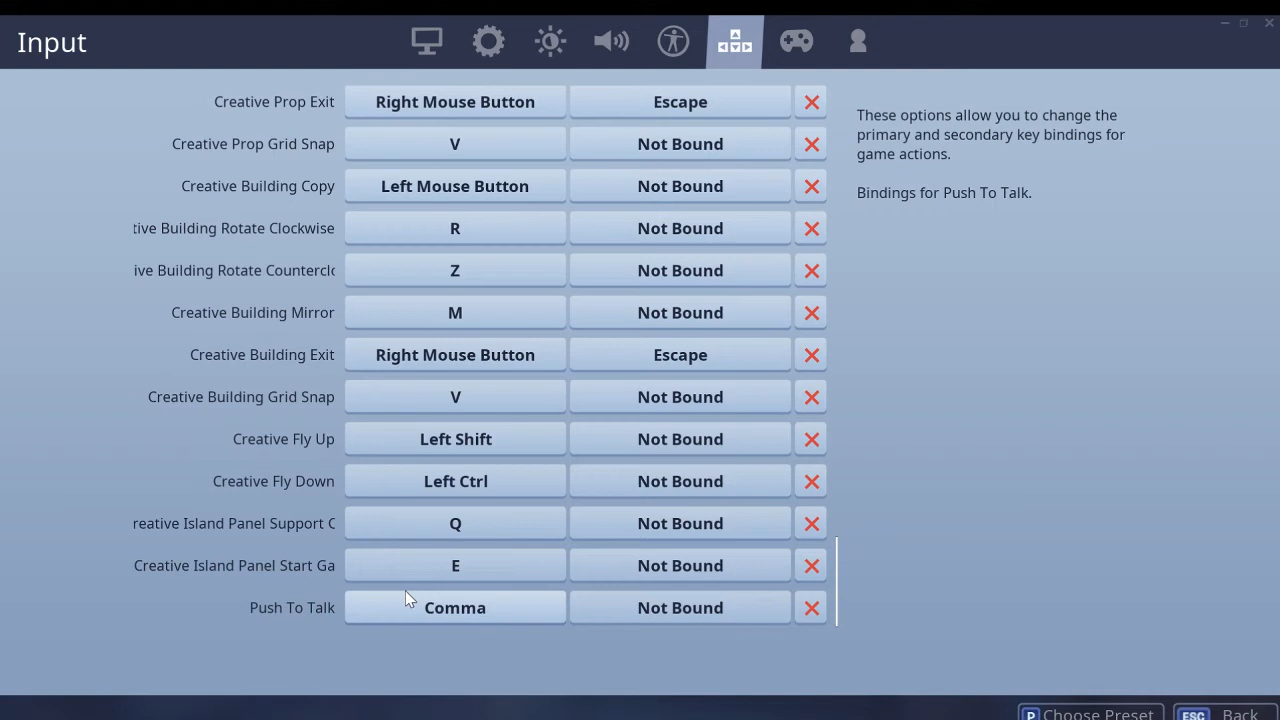 Input
Creative Prop Exit Right Mouse Button Escape
Creative Prop Grid Snap V Not Bound
Creative Building Copy Left Mouse Button Not Bound
tive Building Rotate Clockwise R Not Bound
ive Building Rotate Counterclo Z Not Bound
Creative Building Mirror M Not Bound
Creative Building Exit Right Mouse Button Escape
Creative Building Grid Snap V Not Bound
Creative Fly Up Left Shift Not Bound
Creative Fly Down Left Ctrl Not Bound
reative Island Panel Support C Q Not Bound
Creative Island Panel Start Ga E Not Bound
Push To Talk Comma Not Bound
These options allow you to change the
primary and secondary key bindings for
game actions.
Bindings for Push To Talk.
P Choose Preset ESC Back